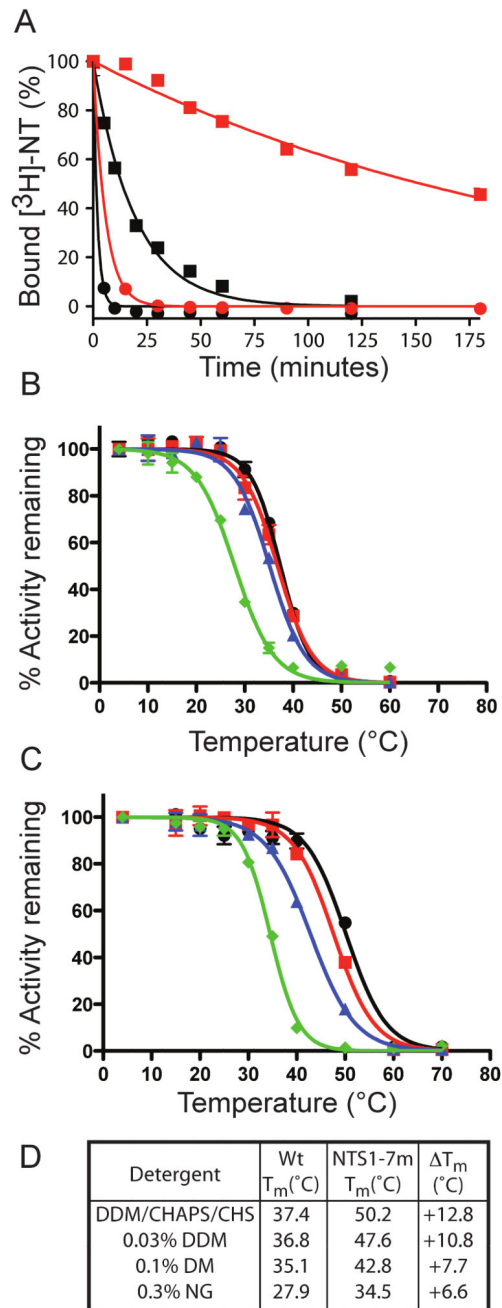 A
Bound [³H]-NT (%)
100
80
60
40
20
0
0 25 50 75 100 125 150 175
Time (minutes)
B
% Activity remaining
100
80
60
40
20
0
0 10 20 30 40 50 60 70 80
Temperature (°C)
C
% Activity remaining
100
80
60
40
20
0
0 10 20 30 40 50 60 70 80
Temperature (°C)
D
Detergent Wt Tm(˚C) NTS1-7m Tm(˚C) ΔTm (˚C)
DDM/CHAPS/CHS 37.4 50.2 +12.8
0.03% DDM 36.8 47.6 +10.8
0.1% DM 35.1 42.8 +7.7
0.3% NG 27.9 34.5 +6.6